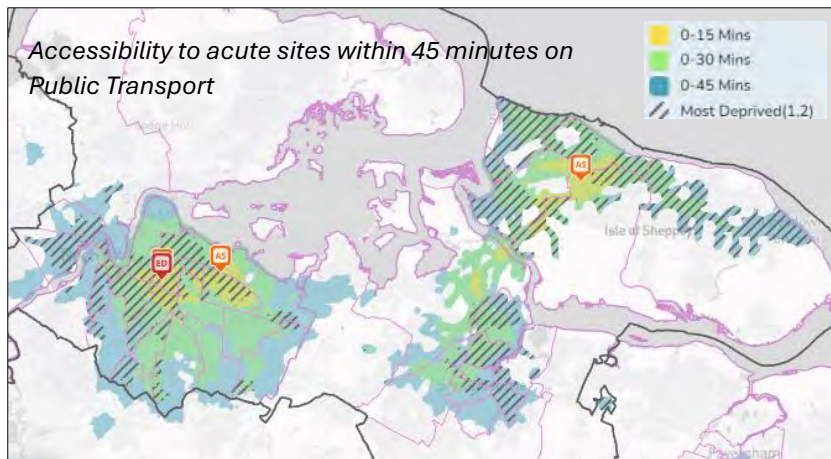 Accessibility to acute sites within 45 minutes on
Public Transport
0-15 Mins
0-30 Mins
0-45 Mins
Most Deprived(1,2)
AS
ED
AS
Isle of Sheppey
Faversham